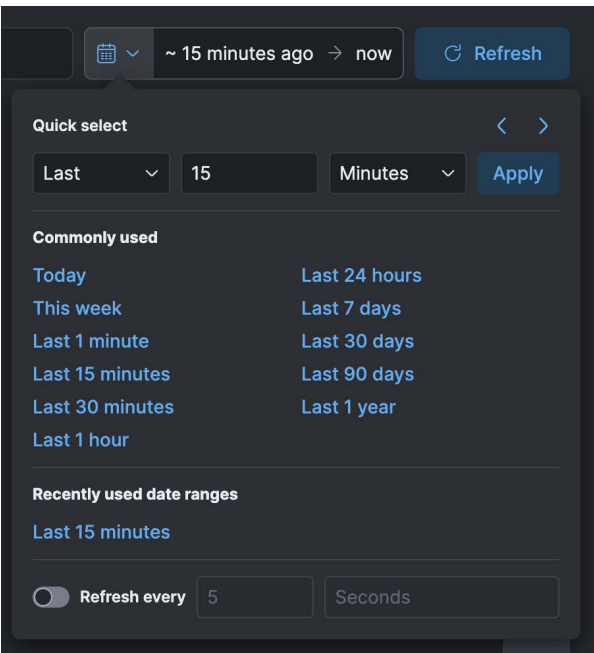 ~ 15 minutes ago → now Refresh
Quick select
Last 15 Minutes Apply
Commonly used
Today Last 24 hours
This week Last 7 days
Last 1 minute Last 30 days
Last 15 minutes Last 90 days
Last 30 minutes Last 1 year
Last 1 hour
Recently used date ranges
Last 15 minutes
Refresh every 5 Seconds